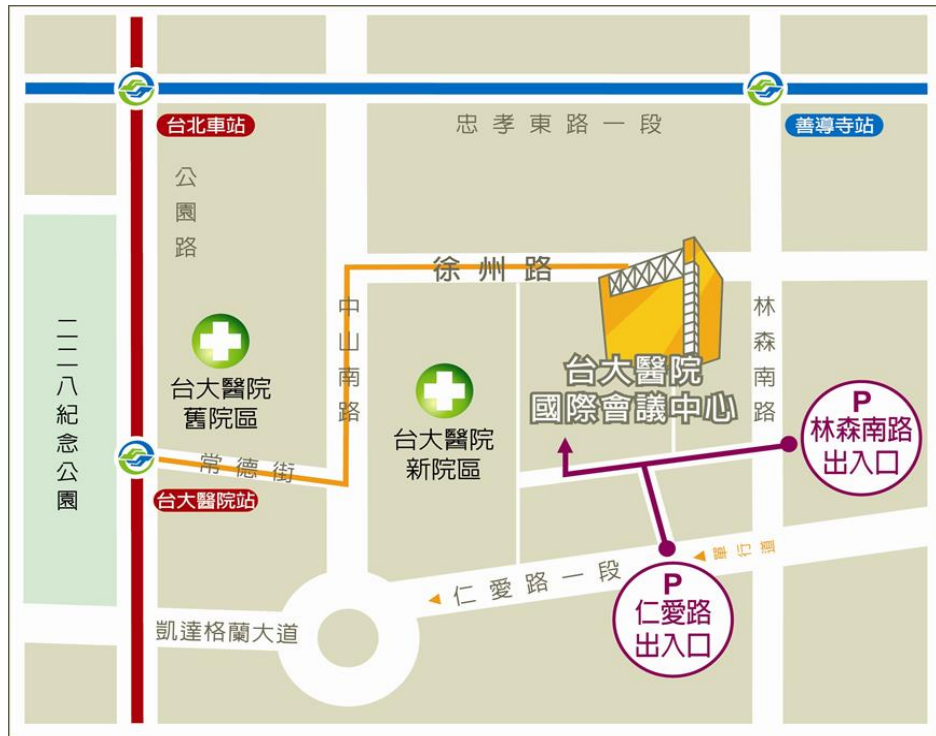 台北車站
忠孝東路一段
善導寺站
公園路
徐州路
中山南路
林森南路
二二八紀念公園
台大醫院
舊院區
台大醫院
新院區
台大醫院
國際會議中心
P
林森南路
出入口
常德街
台大醫院站
單行道
仁愛路一段
P
仁愛路
出入口
凱達格蘭大道